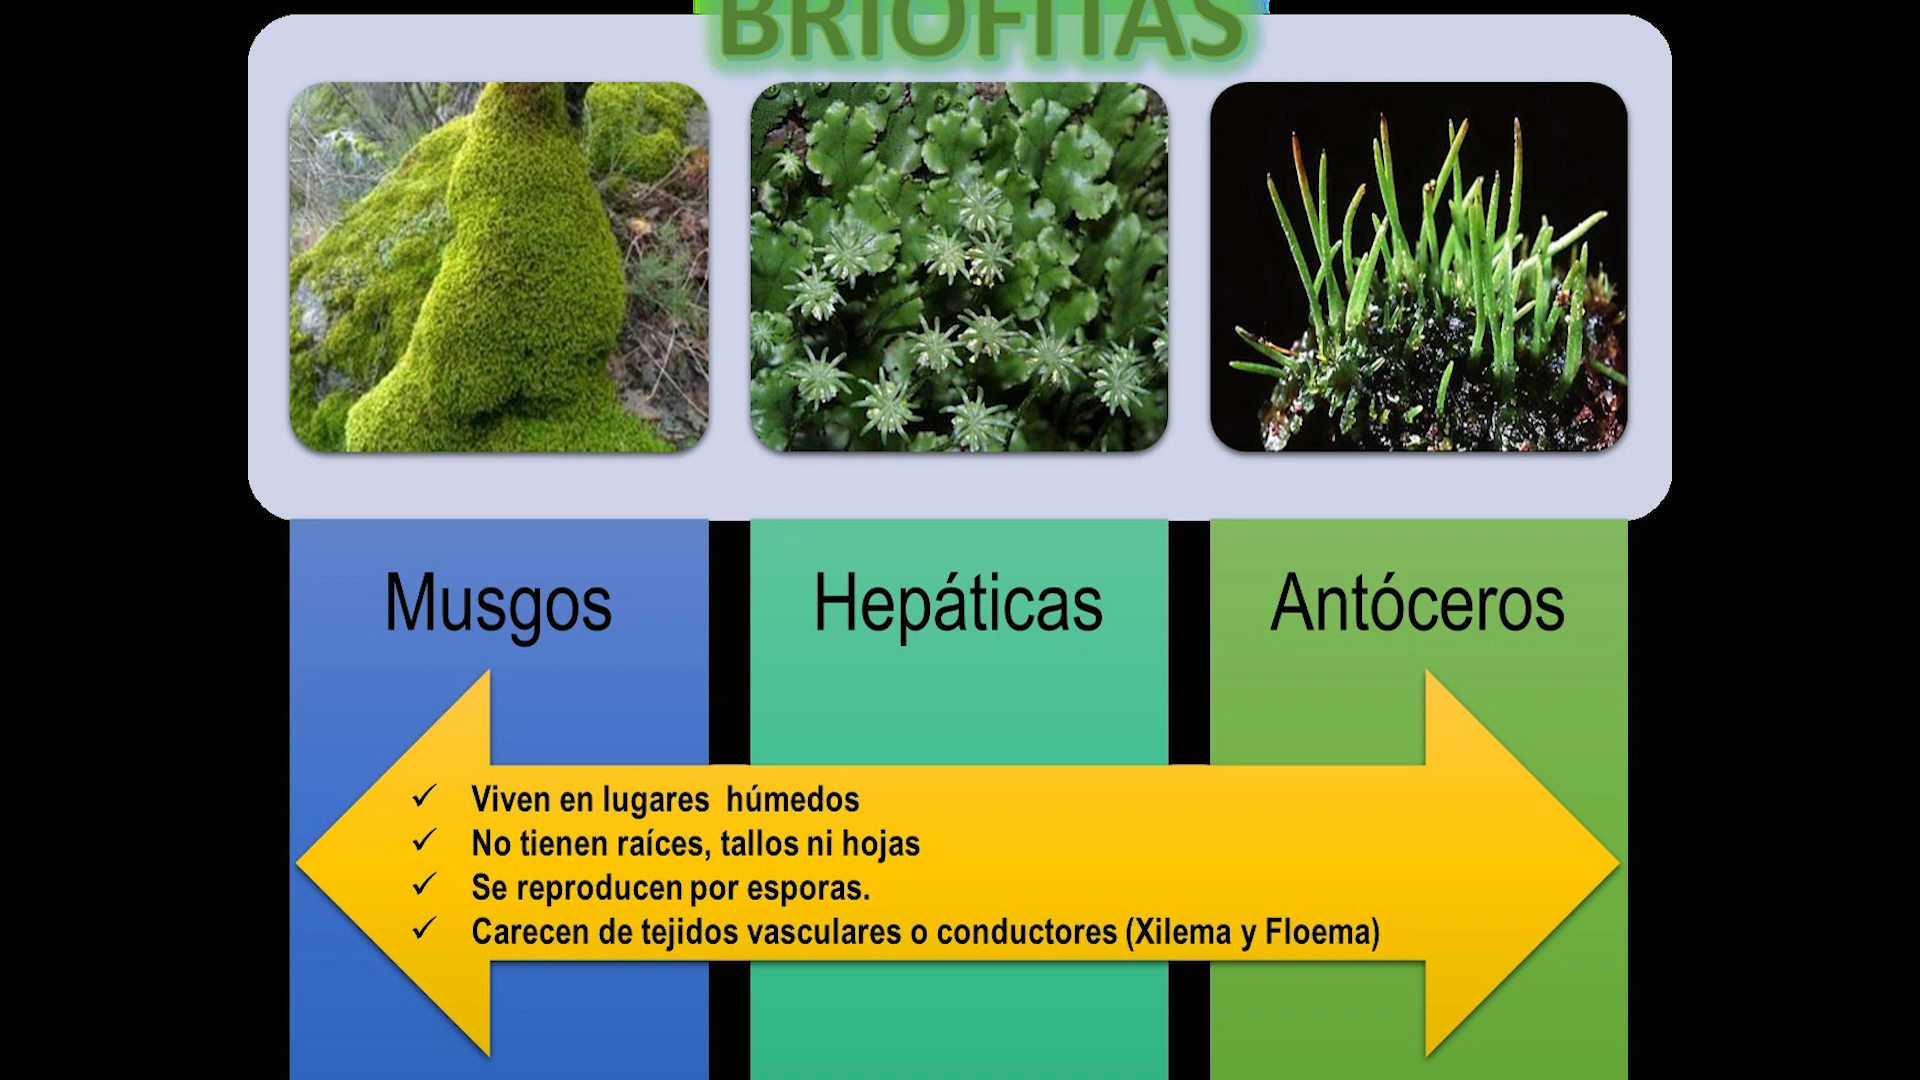 BRIOFITAS
Musgos
Hepáticas
Antóceros
✓ Viven en lugares húmedos
✓ No tienen raíces, tallos ni hojas
✓ Se reproducen por esporas.
✓ Carecen de tejidos vasculares o conductores (Xilema y Floema)